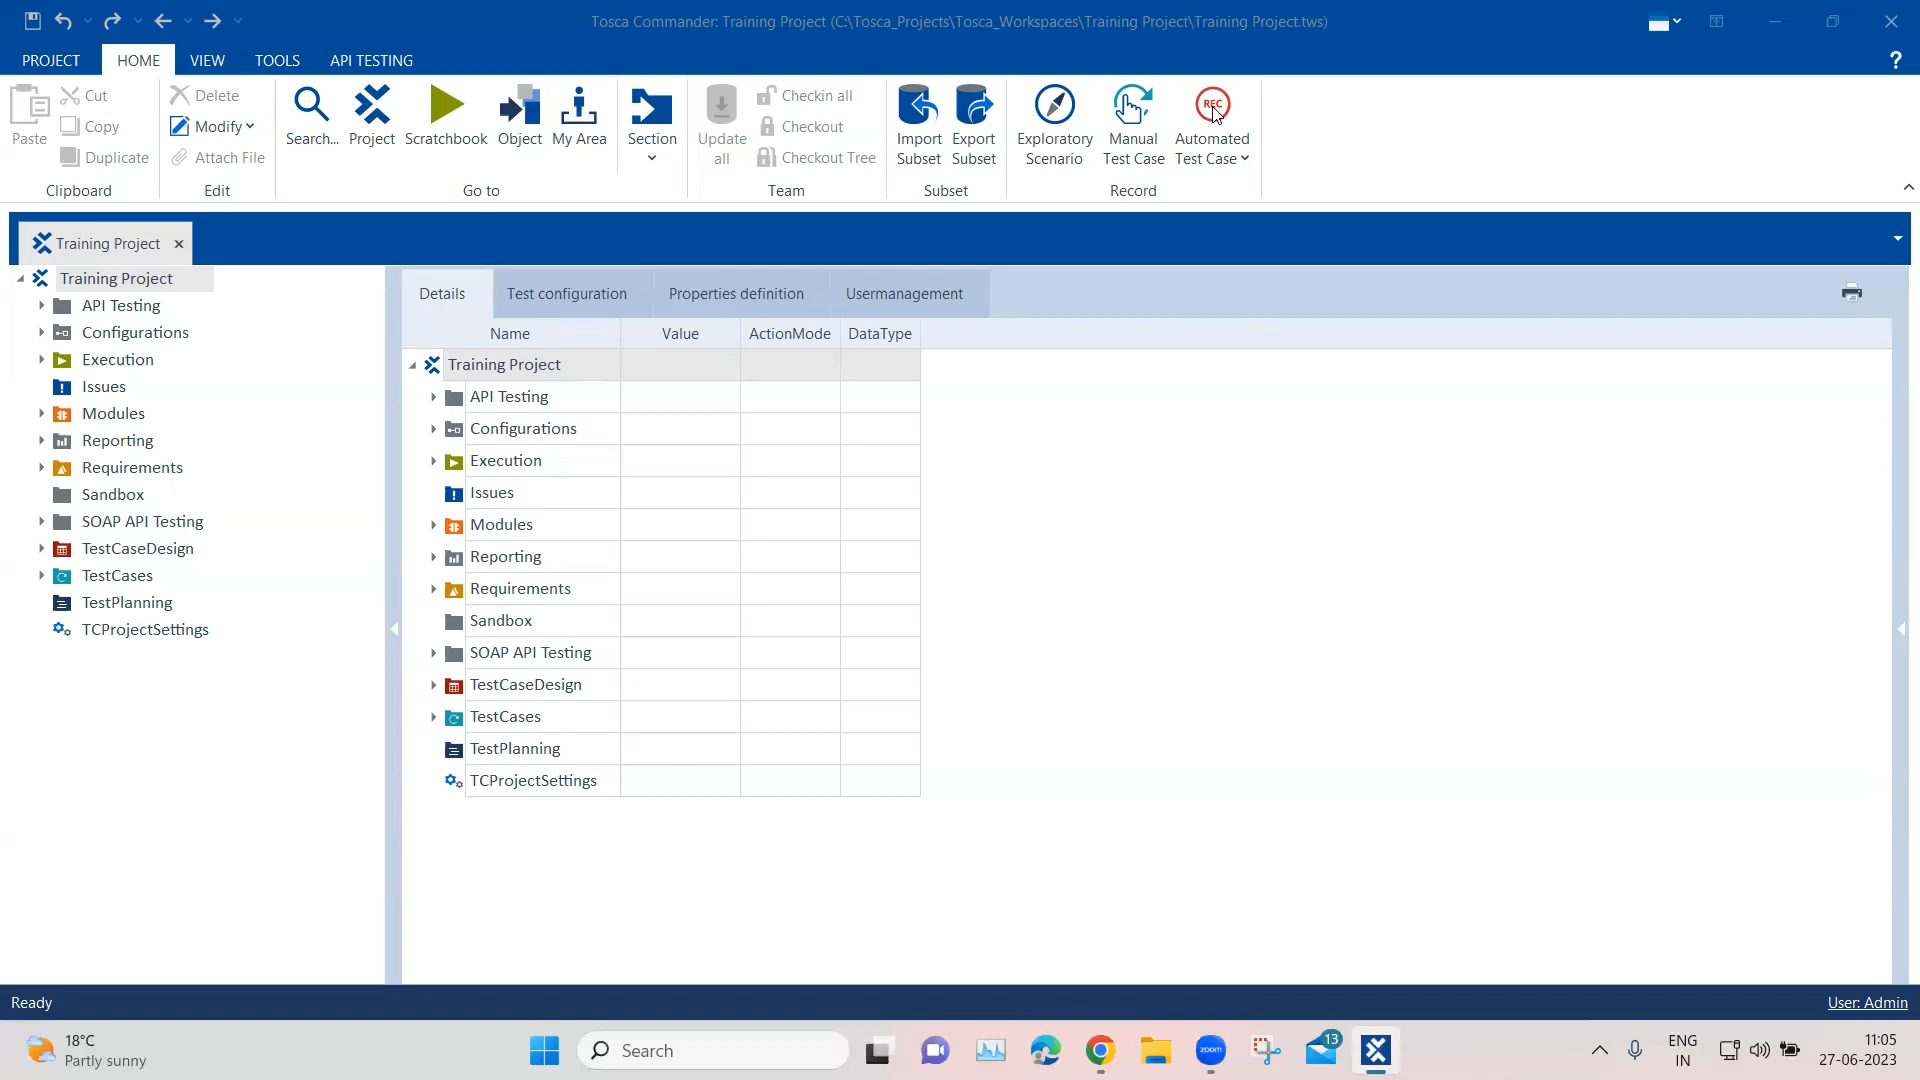 Tosca Commander: Training Project (C:\Tosca_Projects\Tosca_Workspaces\Training Project\Training Project.tws)
PROJECT HOME VIEW TOOLS API TESTING ?
Paste
Cut
Copy
Duplicate
Clipboard
Delete
Modify
Attach File
Edit
Search... Project Scratchbook Object My Area Section
Go to
Update all
Checkin all
Checkout
Checkout Tree
Team
Import Subset
Export Subset
Subset
Exploratory Scenario
Manual Test Case
REC
Automated Test Case
Record
Training Project
Training Project
API Testing
Configurations
Execution
Issues
Modules
Reporting
Requirements
Sandbox
SOAP API Testing
TestCaseDesign
TestCases
TestPlanning
TCProjectSettings
Details Test configuration Properties definition Usermanagement
Name Value ActionMode DataType
Training Project
API Testing
Configurations
Execution
Issues
Modules
Reporting
Requirements
Sandbox
SOAP API Testing
TestCaseDesign
TestCases
TestPlanning
TCProjectSettings
Ready User: Admin
18°C
Partly sunny
Search
zoom
13
ENG
IN
11:05
27-06-2023